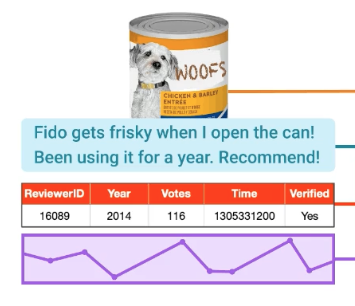 WOOFS
CHICKEN & BARLEY
ENTRÉE
Fido gets frisky when I open the can!
Been using it for a year. Recommend!
ReviewerID Year Votes Time Verified
16089 2014 116 1305331200 Yes